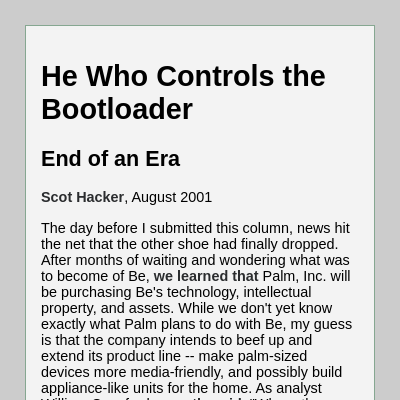 He Who Controls the
Bootloader
End of an Era
Scot Hacker, August 2001
The day before I submitted this column, news hit
the net that the other shoe had finally dropped.
After months of waiting and wondering what was
to become of Be, we learned that Palm, Inc. will
be purchasing Be's technology, intellectual
property, and assets. While we don't yet know
exactly what Palm plans to do with Be, my guess
is that the company intends to beef up and
extend its product line -- make palm-sized
devices more media-friendly, and possibly build
appliance-like units for the home. As analyst